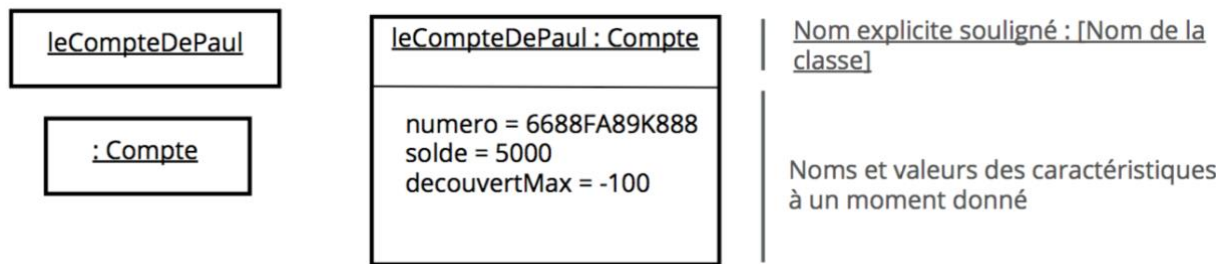 leCompteDePaul
: Compte
leCompteDePaul : Compte
numero = 6688FA89K888
solde = 5000
decouvertMax = -100
Nom explicite souligné : [Nom de la
classe]
Noms et valeurs des caractéristiques
à un moment donné